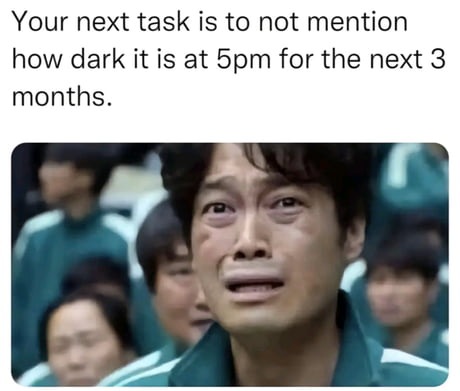 Your next task is to not mention
how dark it is at 5pm for the next 3
months.